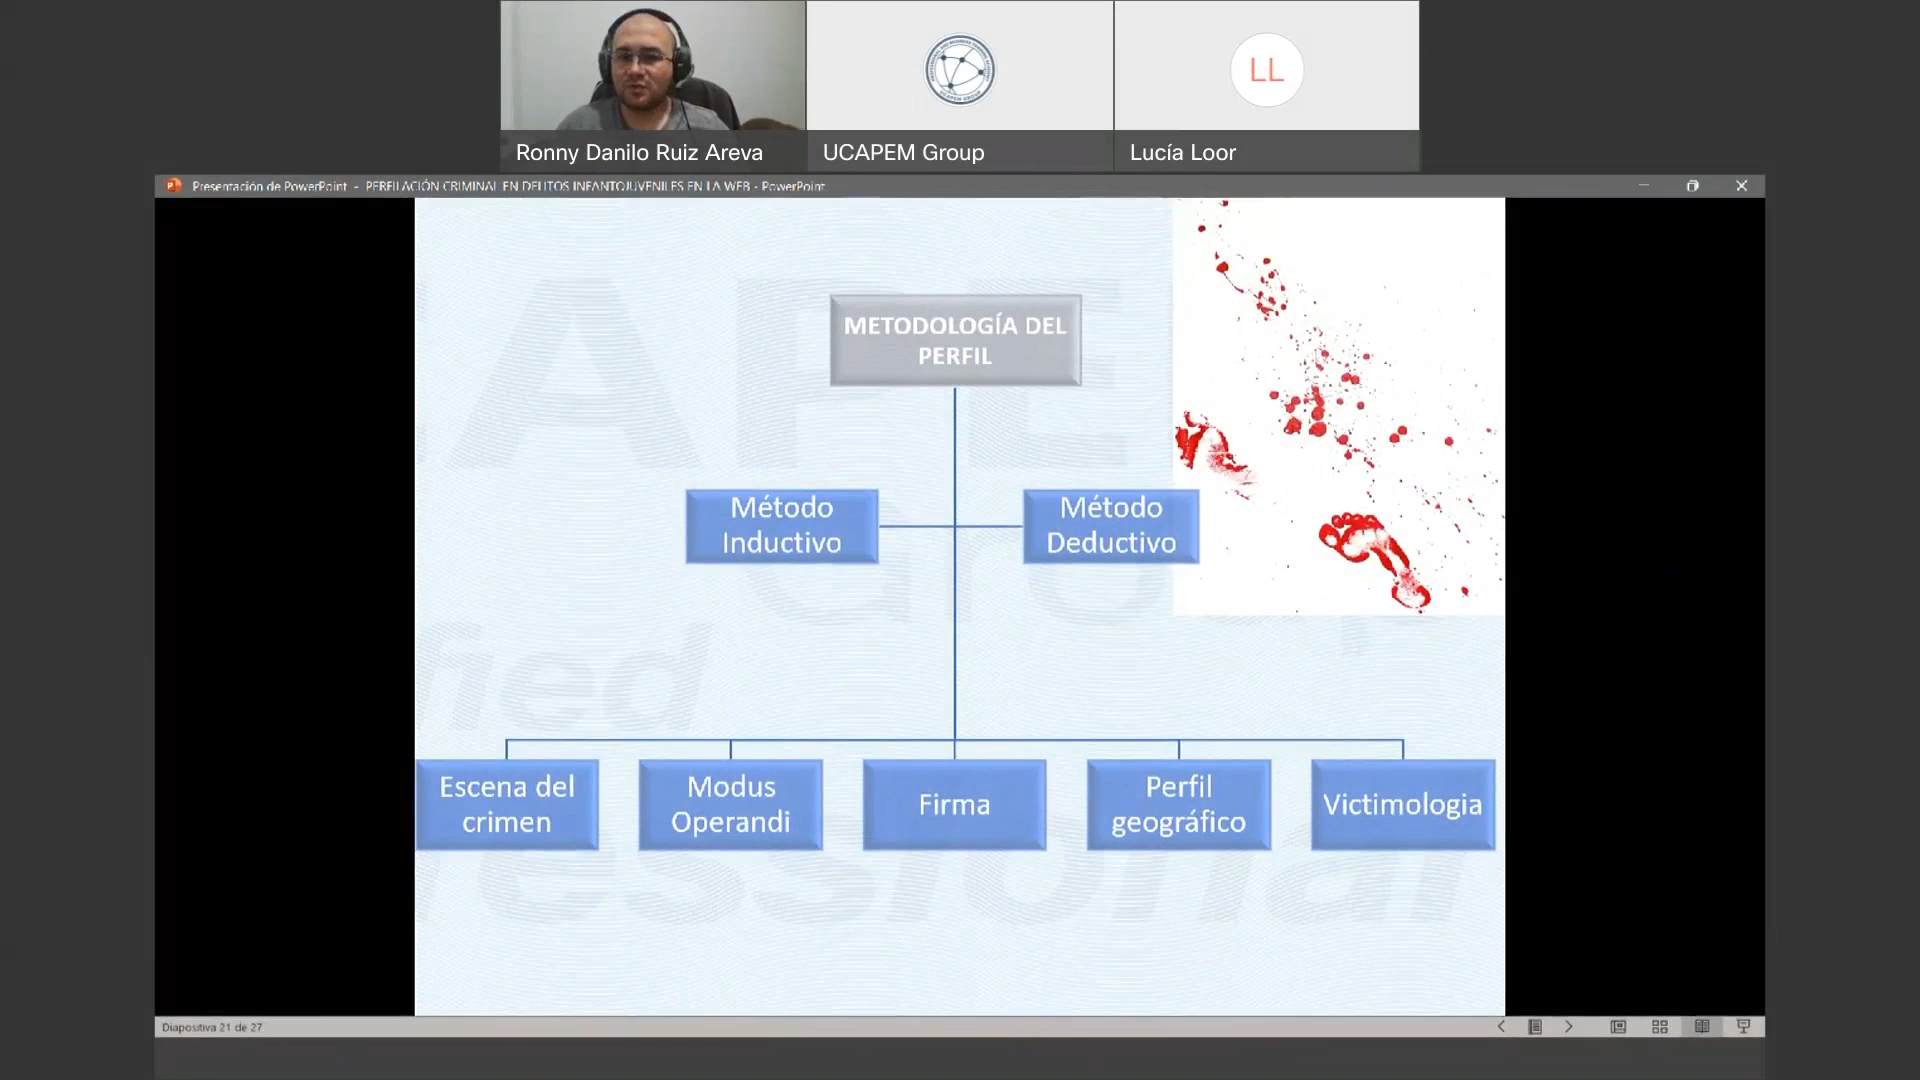 LL
Ronny Danilo Ruiz Areva
UCAPEM Group
Lucía Loor
Presentación de PowerPoint - PERFILACIÓN CRIMINAL EN DELITOS INFANTOJUVENILES EN LA WEB - PowerPoint
METODOLOGÍA DEL
PERFIL
Método
Inductivo
Método
Deductivo
Escena del
crimen
Modus
Operandi
Firma
Perfil
geográfico
Victimologia
Diapositiva 21 de 27